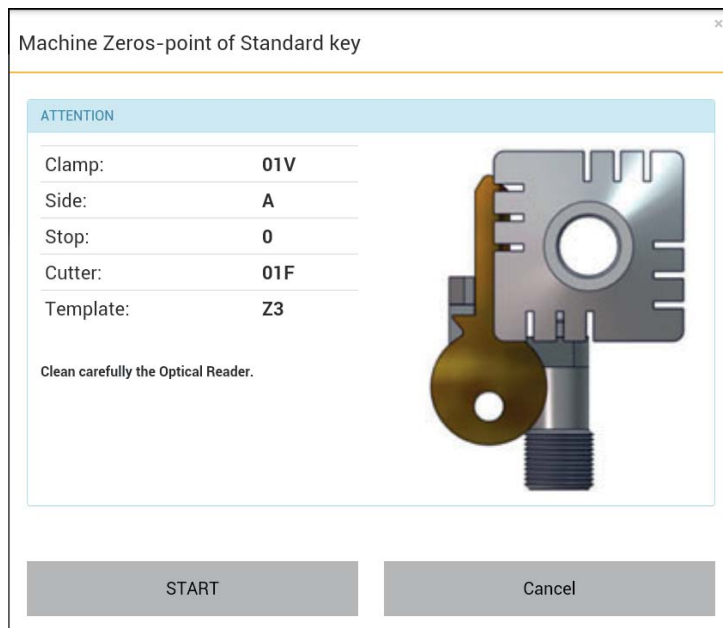 Machine Zeros-point of Standard key
×
ATTENTION
Clamp: 01V
Side: A
Stop: 0
Cutter: 01F
Template: Z3
Clean carefully the Optical Reader.
START Cancel